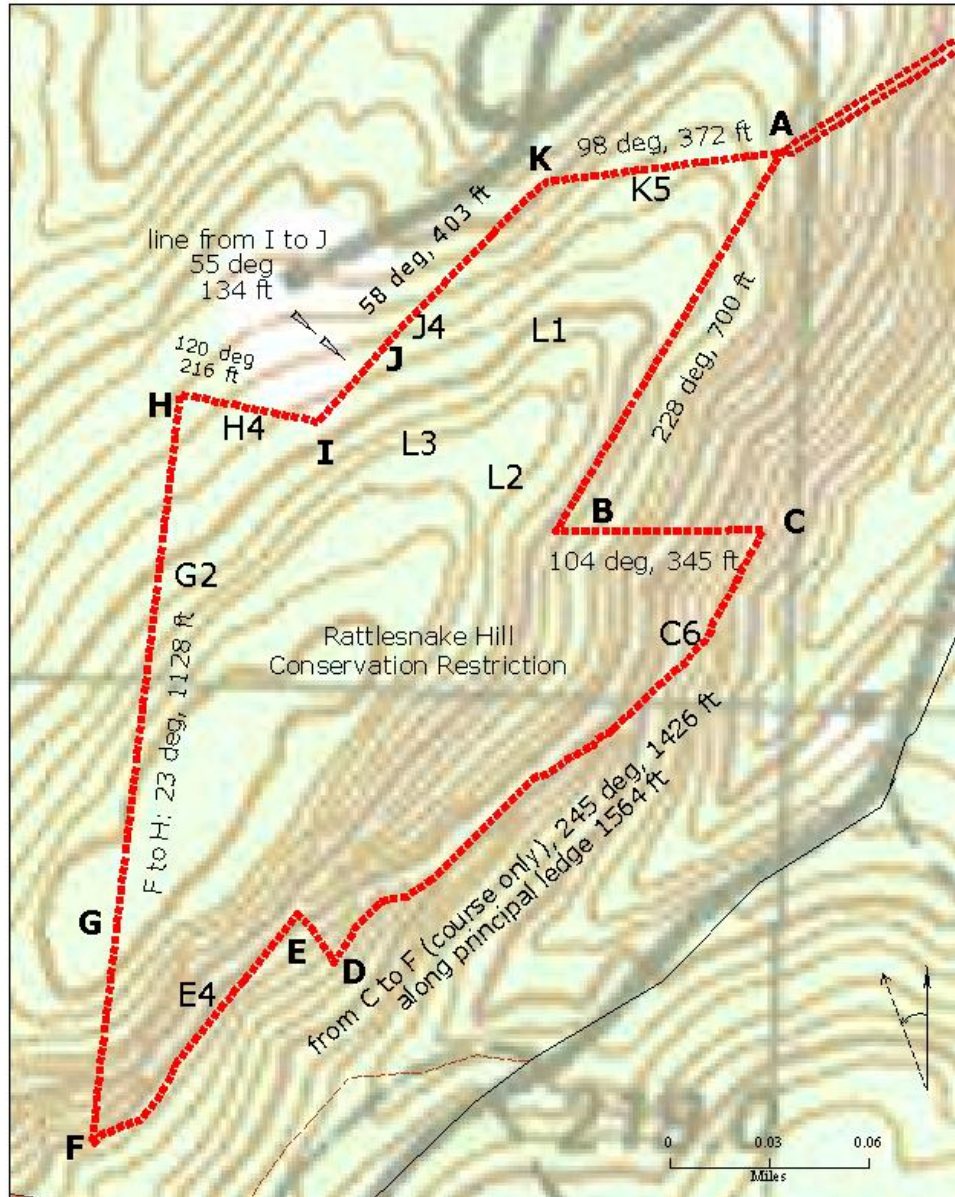 A
98 deg, 372 ft
K
K5
line from I to J
55 deg
134 ft
58 deg, 403 ft
J4
L1
J
120 deg
216 ft
H
H4
I
L3
L2
228 deg, 700 ft
B
C
104 deg, 345 ft
G2
C6
Rattlesnake Hill
Conservation Restriction
F to H: 23 deg, 1128 ft
from C to F (course only), 245 deg, 1426 ft
along principal ledge 1564 ft
G
E
D
E4
F
0 0.03 0.06
Miles